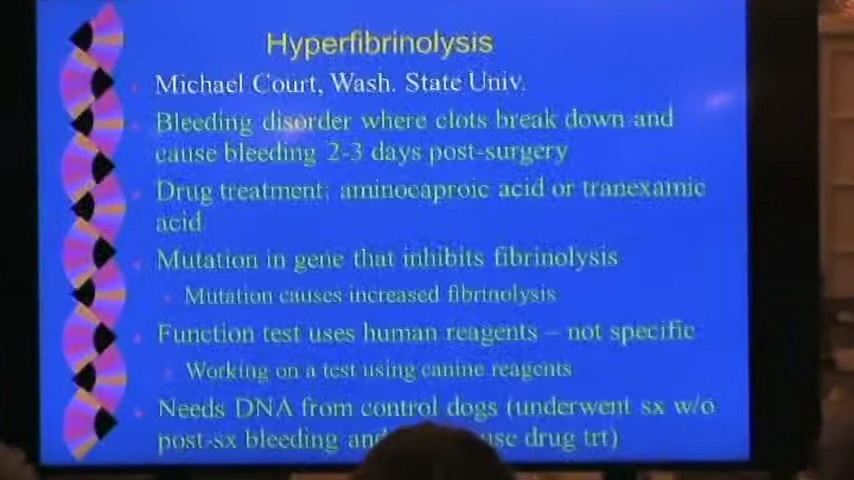 Hyperfibrinolysis
Michael Court, Wash. State Univ.
Bleeding disorder where clots break down and
cause bleeding 2-3 days post-surgery
Drug treatment: aminocaproic acid or tranexamic
acid
Mutation in gene that inhibits fibrinolysis
Mutation causes increased fibrinolysis
Function test uses human reagents – not specific
Working on a test using canine reagents
Needs DNA from control dogs (underwent sx w/o
post-sx bleeding and use drug trt)